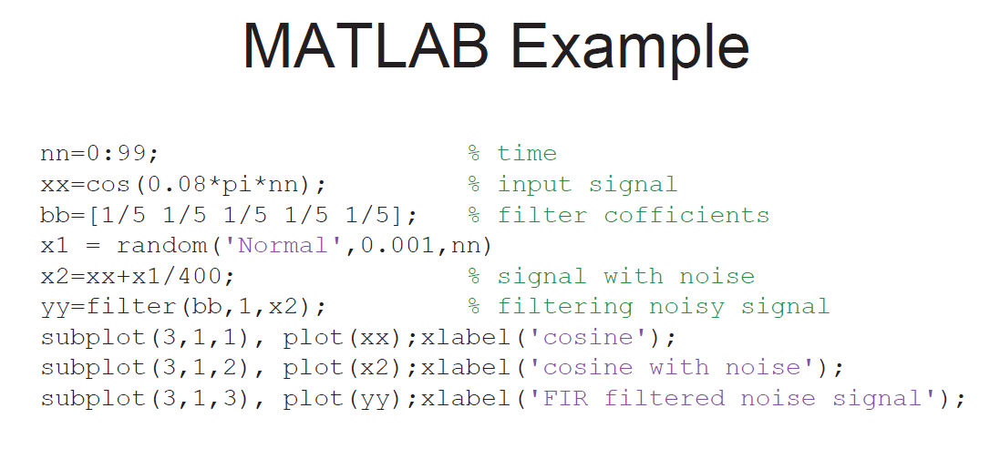 MATLAB Example
nn=0:99; % time
xx=cos(0.08*pi*nn); % input signal
bb=[1/5 1/5 1/5 1/5 1/5]; % filter cofficients
x1 = random('Normal',0.001,nn)
x2=xx+x1/400; % signal with noise
yy=filter(bb,1,x2); % filtering noisy signal
subplot(3,1,1), plot(xx);xlabel('cosine');
subplot(3,1,2), plot(x2);xlabel('cosine with noise');
subplot(3,1,3), plot(yy);xlabel('FIR filtered noise signal');